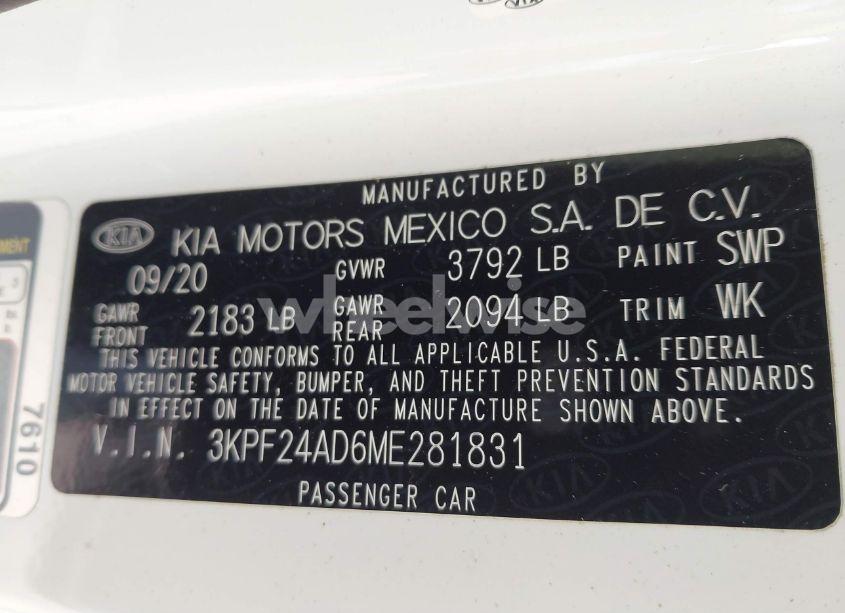 MANUFACTURED BY
KIA KIA MOTORS MEXICO S.A. DE C.V.
09/20 GVWR 3792 LB PAINT SWP
GAWR FRONT 2183 LB GAWR REAR 2094 LB TRIM WK
THIS VEHICLE CONFORMS TO ALL APPLICABLE U.S.A. FEDERAL
MOTOR VEHICLE SAFETY, BUMPER, AND THEFT PREVENTION STANDARDS
IN EFFECT ON THE DATE OF MANUFACTURE SHOWN ABOVE.
V.I.N. 3KPF24AD6ME281831
PASSENGER CAR
7610
wheelwise